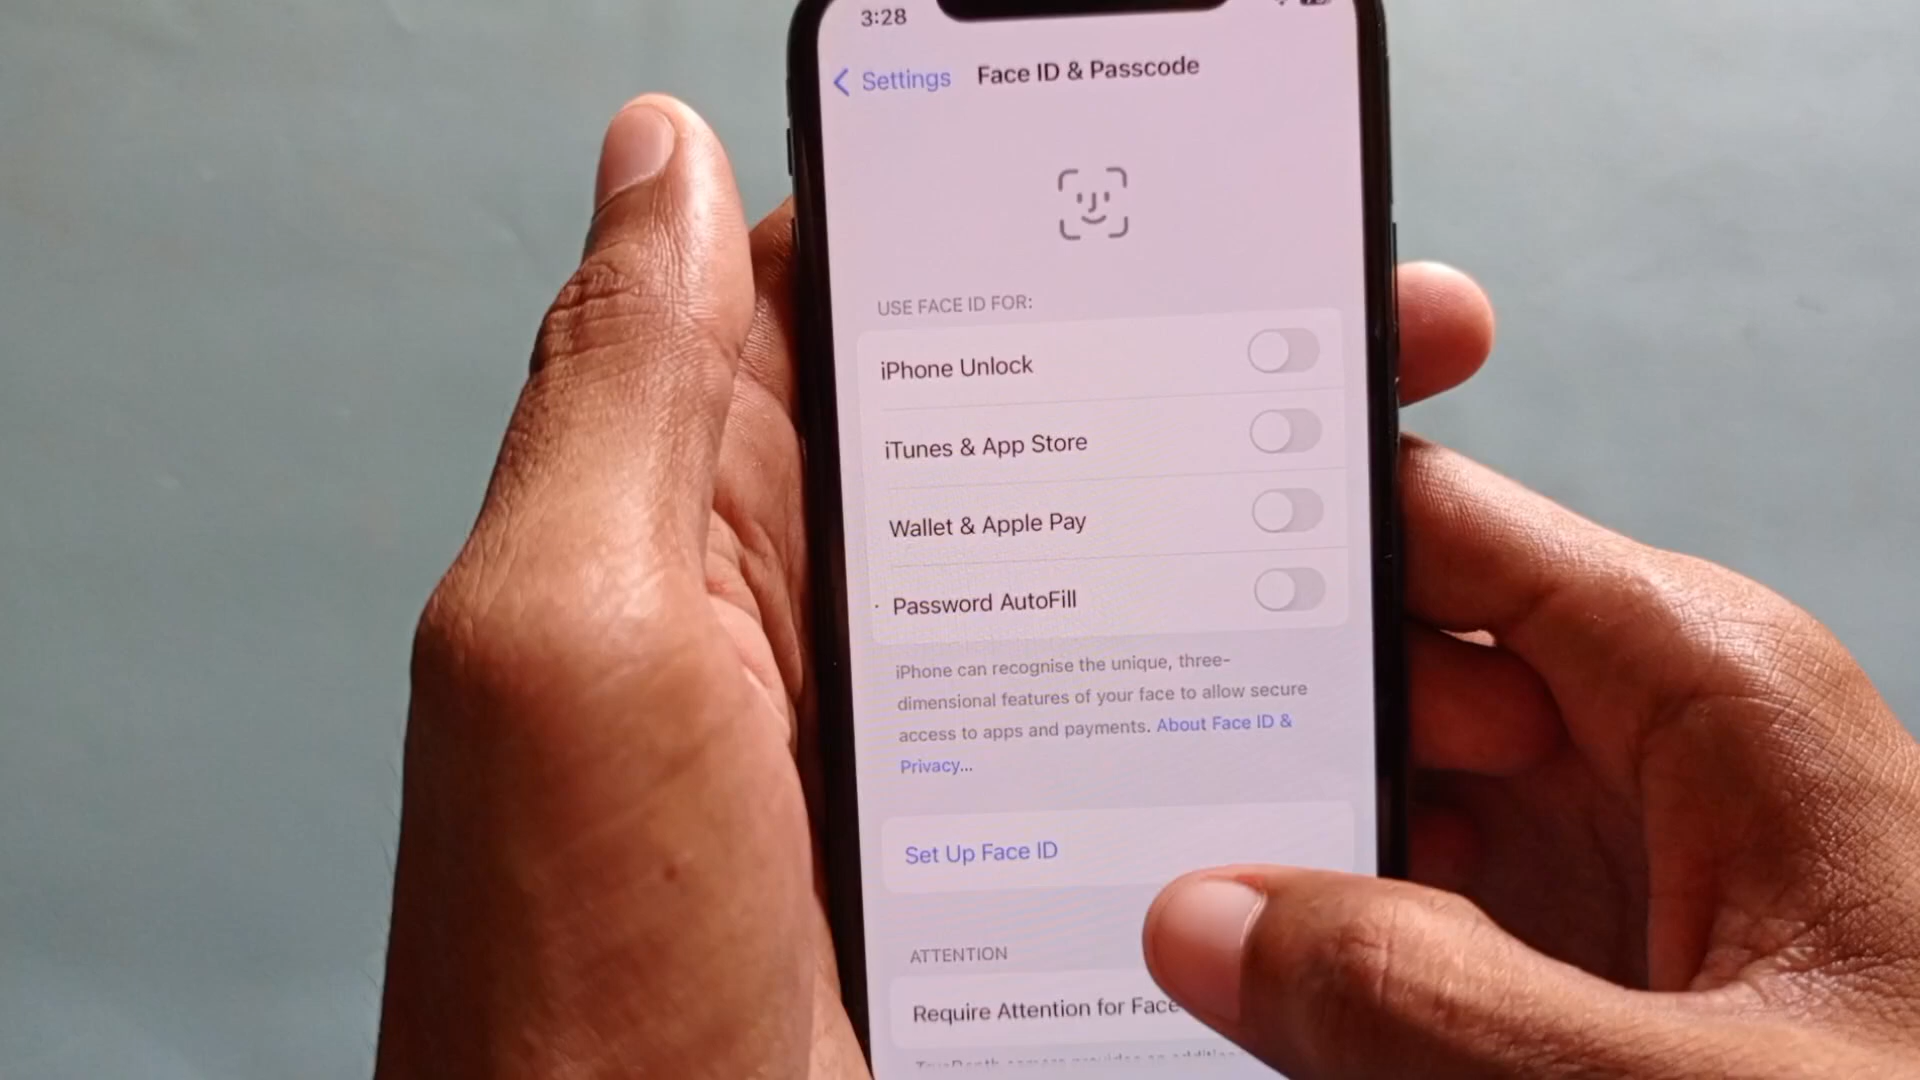 3:28
Settings
Face ID & Passcode
USE FACE ID FOR:
iPhone Unlock
iTunes & App Store
Wallet & Apple Pay
Password AutoFill
iPhone can recognise the unique, three-
dimensional features of your face to allow secure
access to apps and payments. About Face ID &
Privacy...
Set Up Face ID
ATTENTION
Require Attention for Face